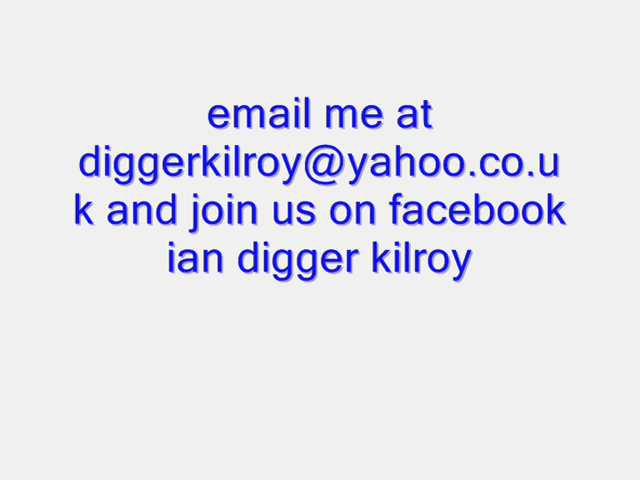 email me at
diggerkilroy@yahoo.co.u
k and join us on facebook
ian digger kilroy